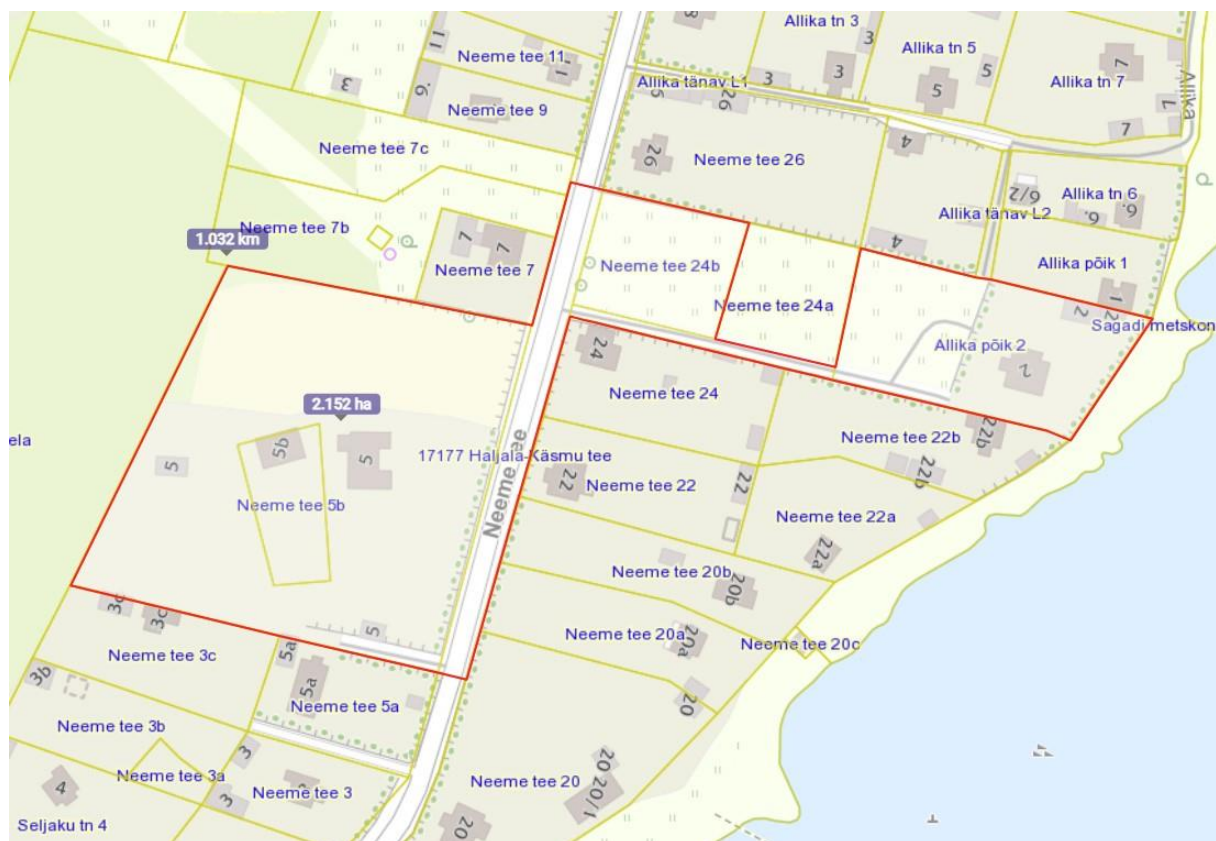 Allika tn 3
8
11
Neeme tee 11
11
3
Allika tn 5
7
3
3
3
5
5
Allika tn 7
Allika
Allika tänav L1
9.
Neeme tee 9
26
7
7
Neeme tee 7c
26
Neeme tee 26
4
6/2
Allika tn 6
6.
6.
Allika tänav L2
Neeme tee 7b
1.032 km
7
7
4
Allika põik 1
Neeme tee 7
Neeme tee 24b
Neeme tee 24a
1
2
Sagadi metskon
Allika põik 2
2
24
Neeme tee 24
2.152 ha
ela
5b
5
5
17177 Haljala-Käsmu tee
Neeme tee 22b
22b
22b
Neeme tee
22
Neeme tee 22
22
Neeme tee 5b
Neeme tee 22a
22a
Neeme tee 20b
20b
3c
3c
5
Neeme tee 20a
20a
Neeme tee 20c
Neeme tee 3c
5a
3b
5a
Neeme tee 5a
20
Neeme tee 3b
3
Neeme tee 3a
Neeme tee 3
3
4
Seljaku tn 4
Neeme tee 20
20
20/1
20